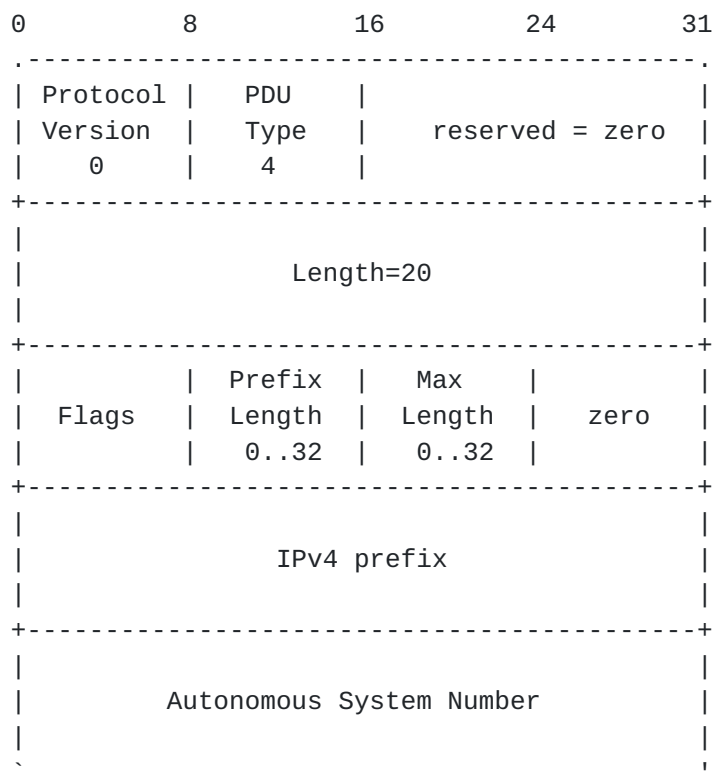 0          8          16         24        31
.-------------------------------------------.
| Protocol |   PDU    |                     |
| Version  |   Type   |    reserved = zero  |
|    0     |    4     |                     |
+-------------------------------------------+
|                                           |
|                 Length=20                 |
|                                           |
+-------------------------------------------+
|          |  Prefix  |   Max    |          |
|  Flags   |  Length  |  Length  |   zero   |
|          |   0..32  |   0..32  |          |
+-------------------------------------------+
|                                           |
|                IPv4 prefix                |
|                                           |
+-------------------------------------------+
|                                           |
|         Autonomous System Number          |
|                                           |
`-------------------------------------------'